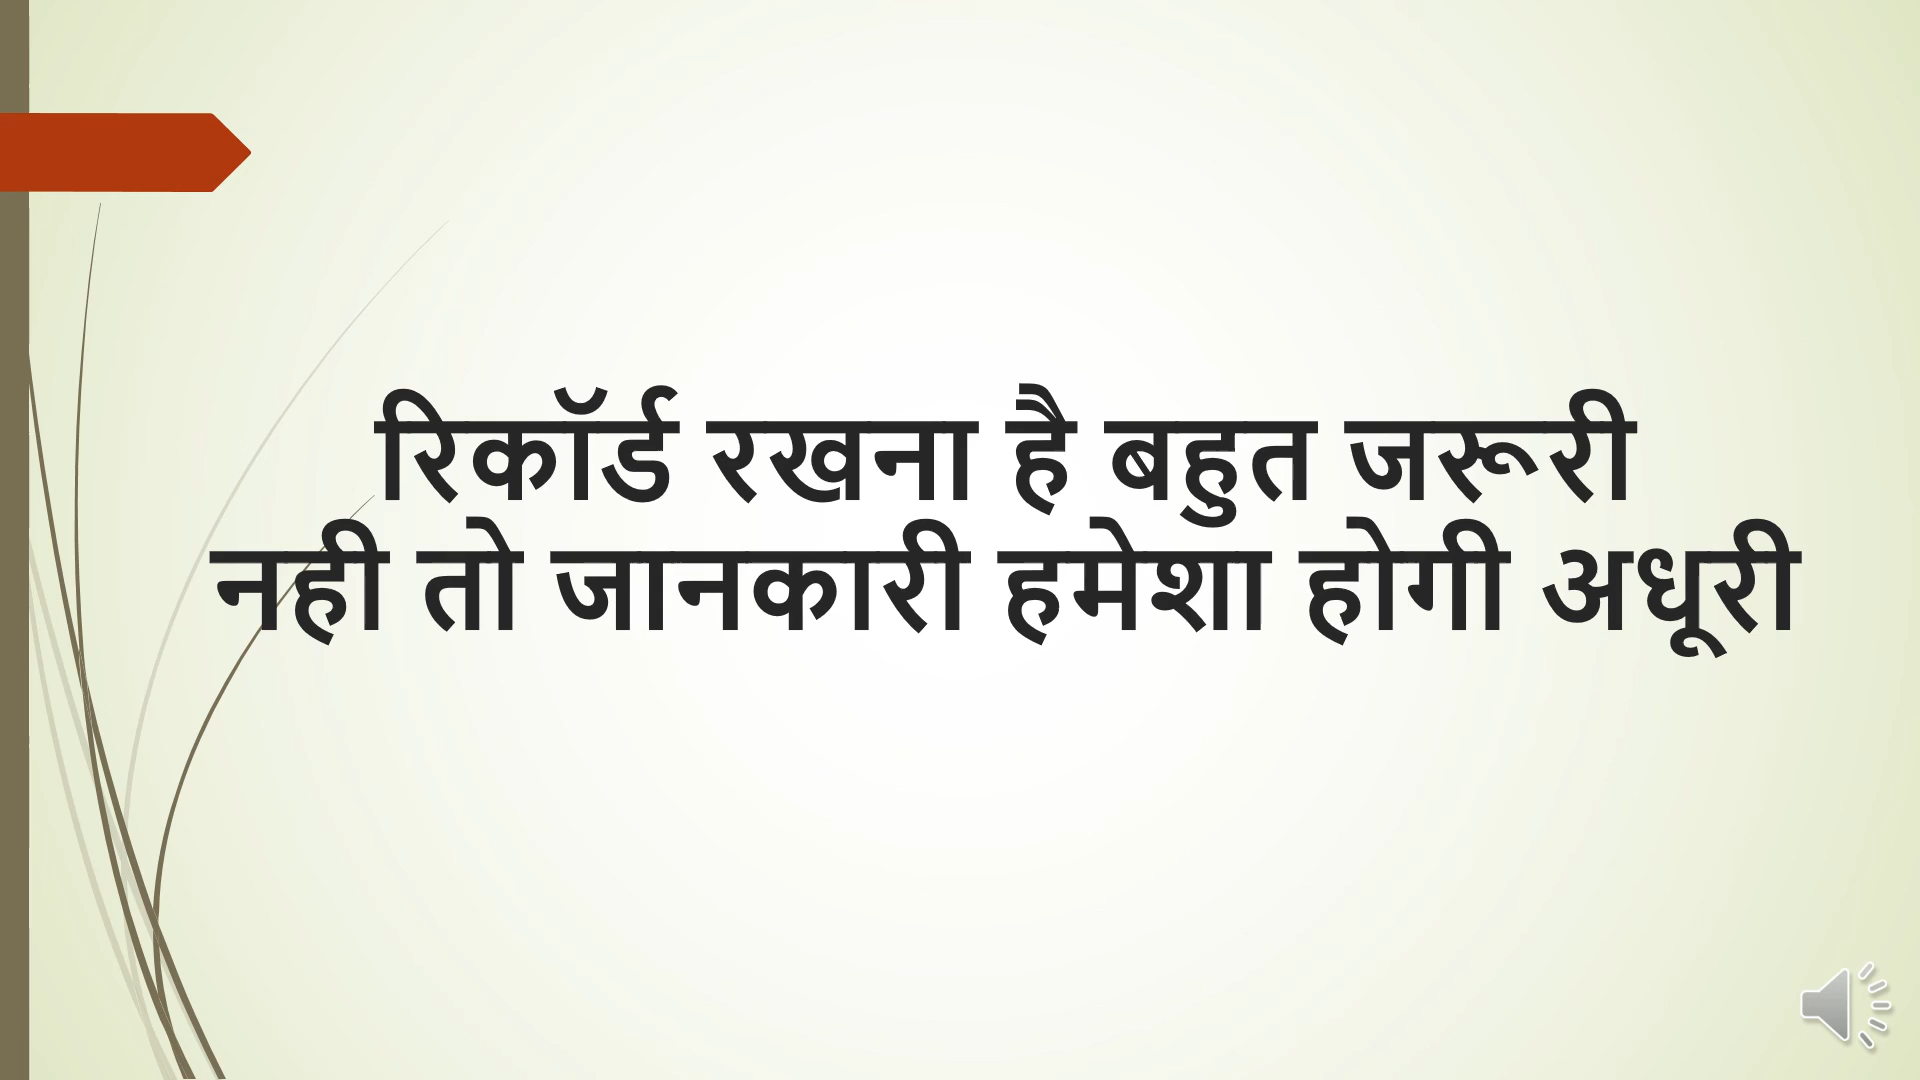 रिकॉर्ड रखना है बहुत जरूरी
नही तो जानकारी हमेशा होगी अधूरी